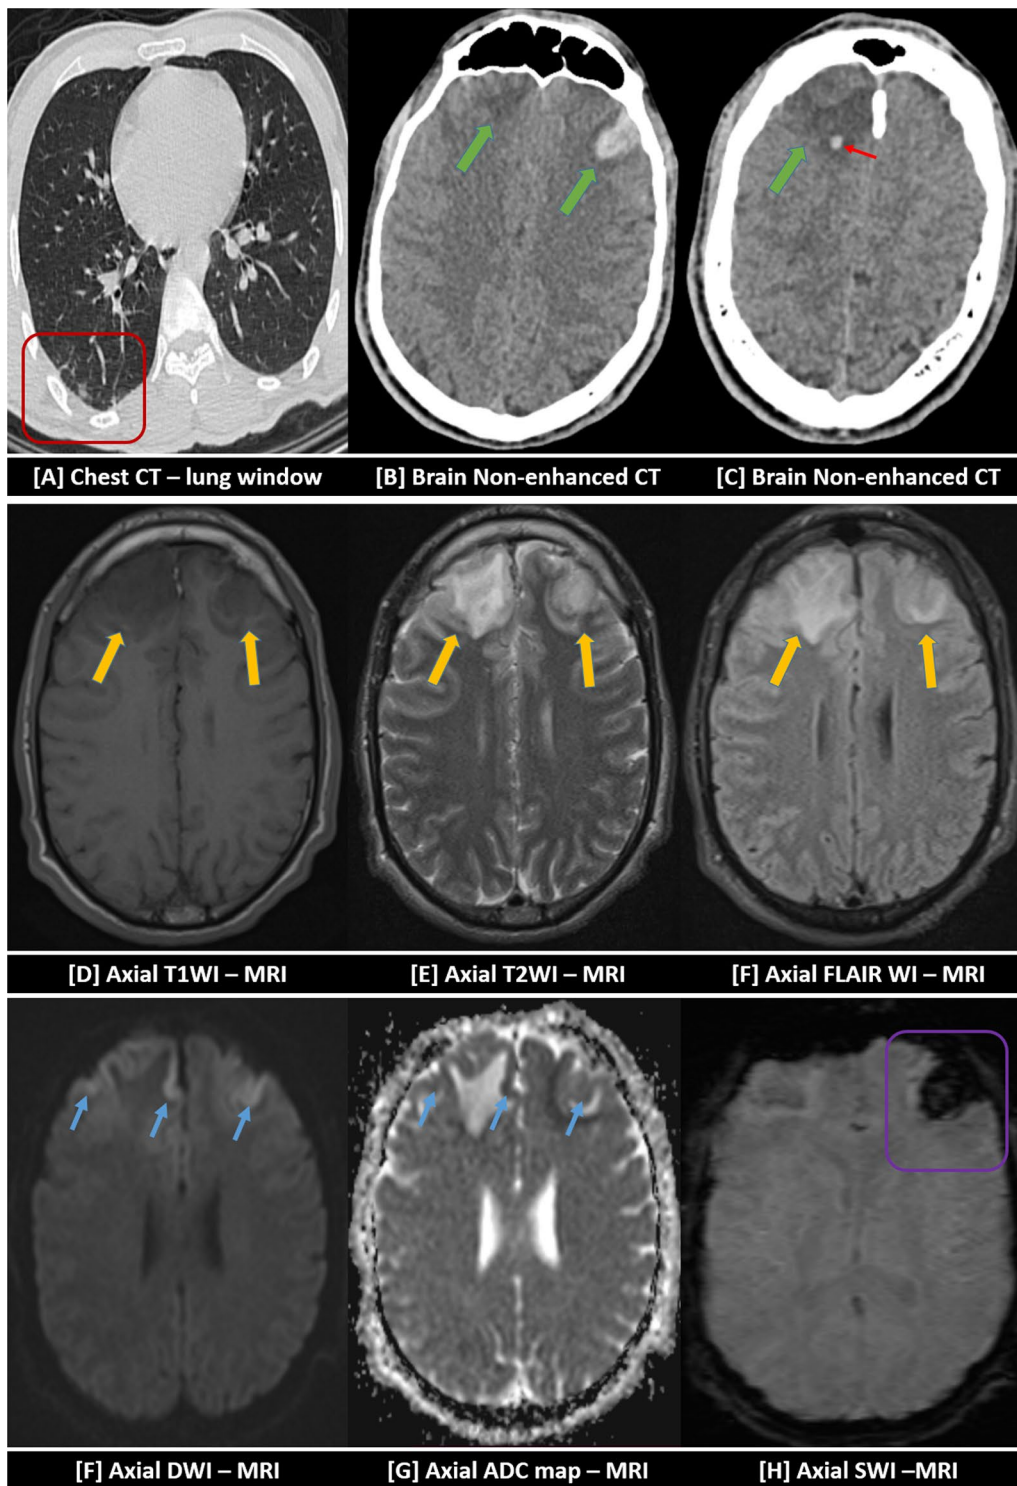 [A] Chest CT – lung window
[B] Brain Non-enhanced CT
[C] Brain Non-enhanced CT
[D] Axial T1WI – MRI
[E] Axial T2WI – MRI
[F] Axial FLAIR WI – MRI
[F] Axial DWI – MRI
[G] Axial ADC map – MRI
[H] Axial SWI –MRI